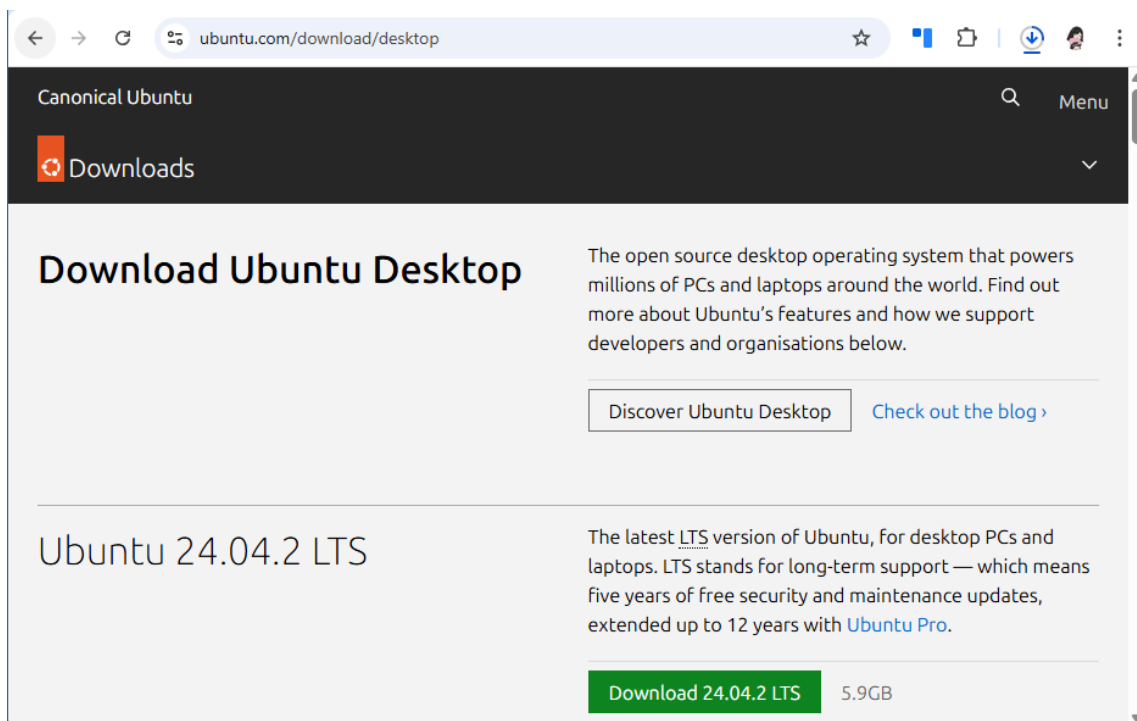 ubuntu.com/download/desktop
Canonical Ubuntu
Menu
Downloads
Download Ubuntu Desktop
The open source desktop operating system that powers
millions of PCs and laptops around the world. Find out
more about Ubuntu’s features and how we support
developers and organisations below.
Discover Ubuntu Desktop
Check out the blog ›
Ubuntu 24.04.2 LTS
The latest LTS version of Ubuntu, for desktop PCs and
laptops. LTS stands for long-term support — which means
five years of free security and maintenance updates,
extended up to 12 years with Ubuntu Pro.
Download 24.04.2 LTS
5.9GB